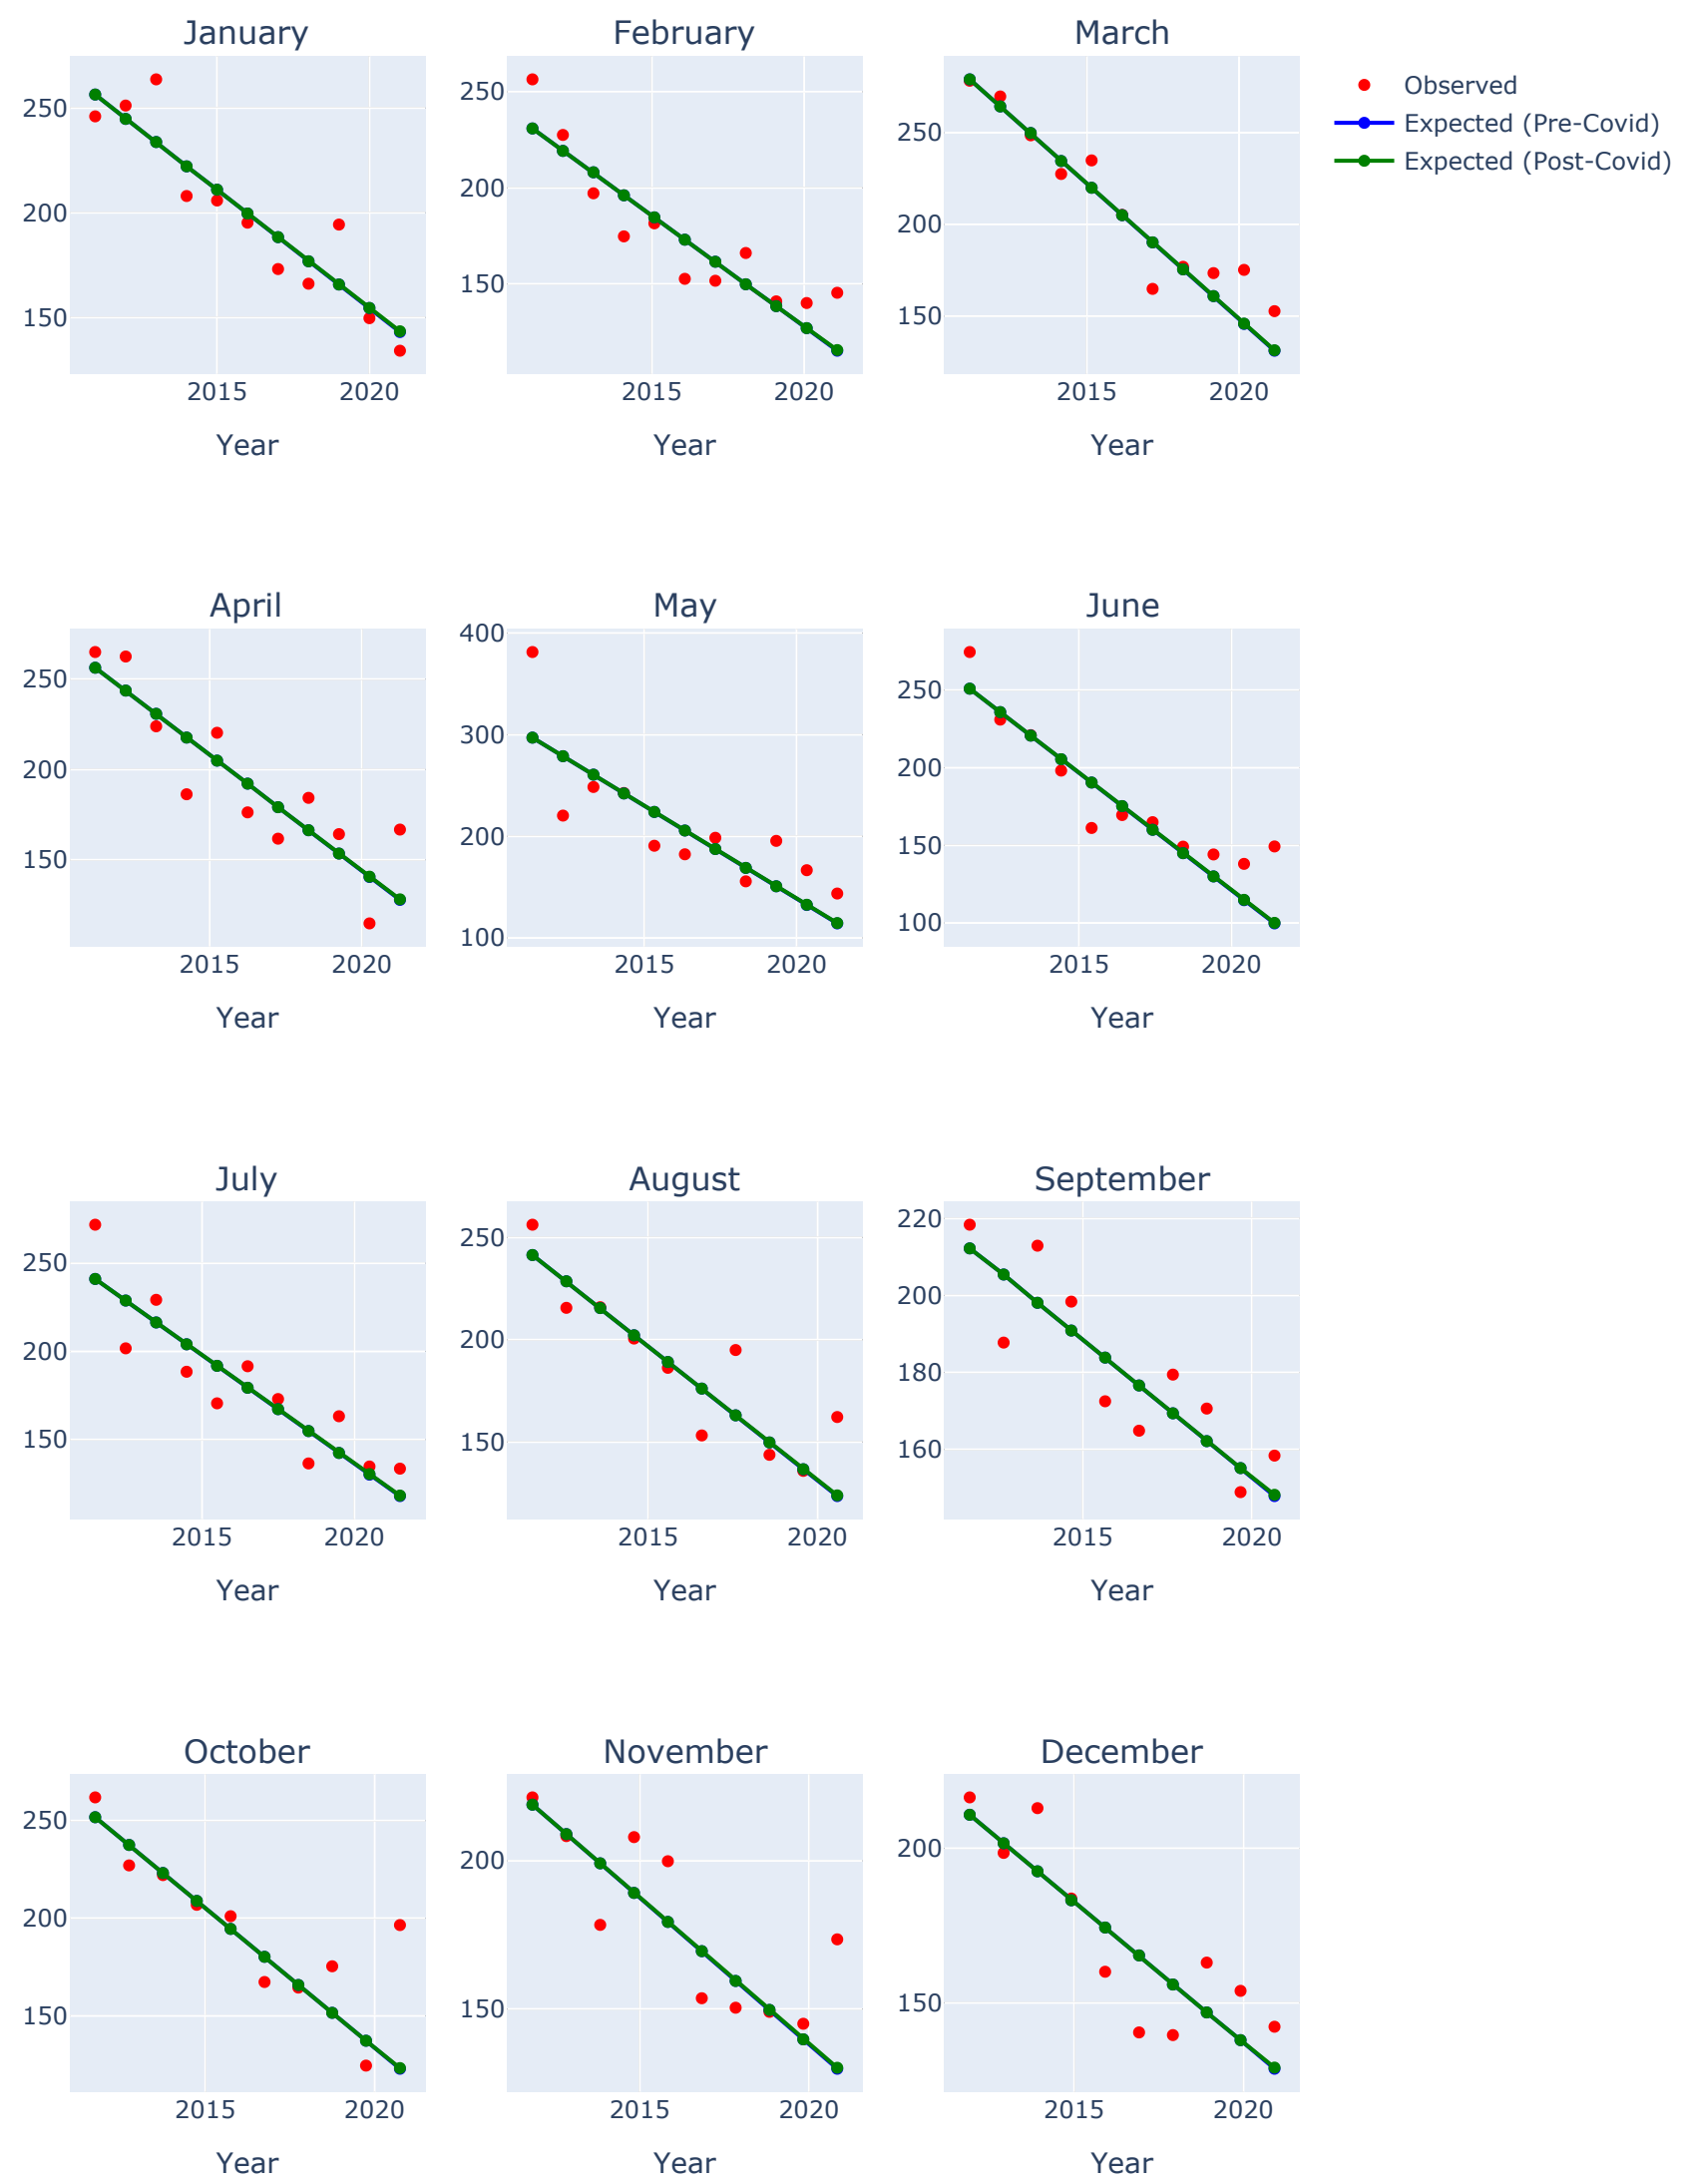 January
February
March
250
200
150
2015
2020
Year
250
200
150
2015
2020
Year
250
200
150
2015
2020
Year
Observed
Expected (Pre-Covid)
Expected (Post-Covid)
April
May
June
250
200
150
2015
2020
Year
400
300
200
100
2015
2020
Year
250
200
150
100
2015
2020
Year
July
August
September
250
200
150
2015
2020
Year
250
200
150
2015
2020
Year
220
200
180
160
2015
2020
Year
October
November
December
250
200
150
2015
2020
Year
200
150
2015
2020
Year
200
150
2015
2020
Year